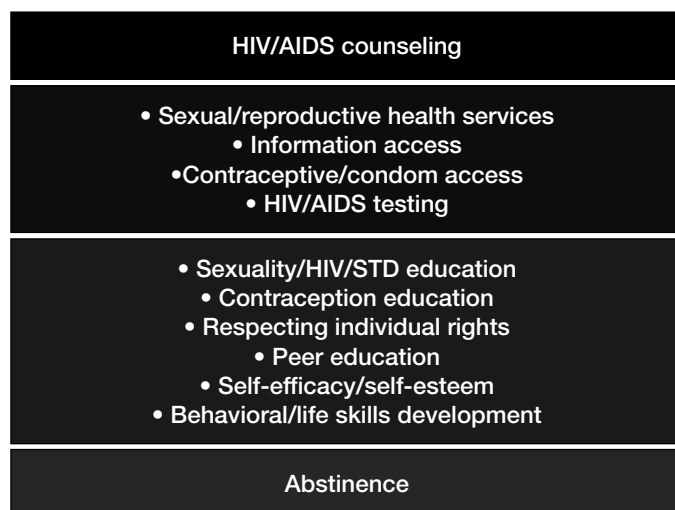 HIV/AIDS counseling
• Sexual/reproductive health services
• Information access
•Contraceptive/condom access
• HIV/AIDS testing
• Sexuality/HIV/STD education
• Contraception education
• Respecting individual rights
• Peer education
• Self-efficacy/self-esteem
• Behavioral/life skills development
Abstinence